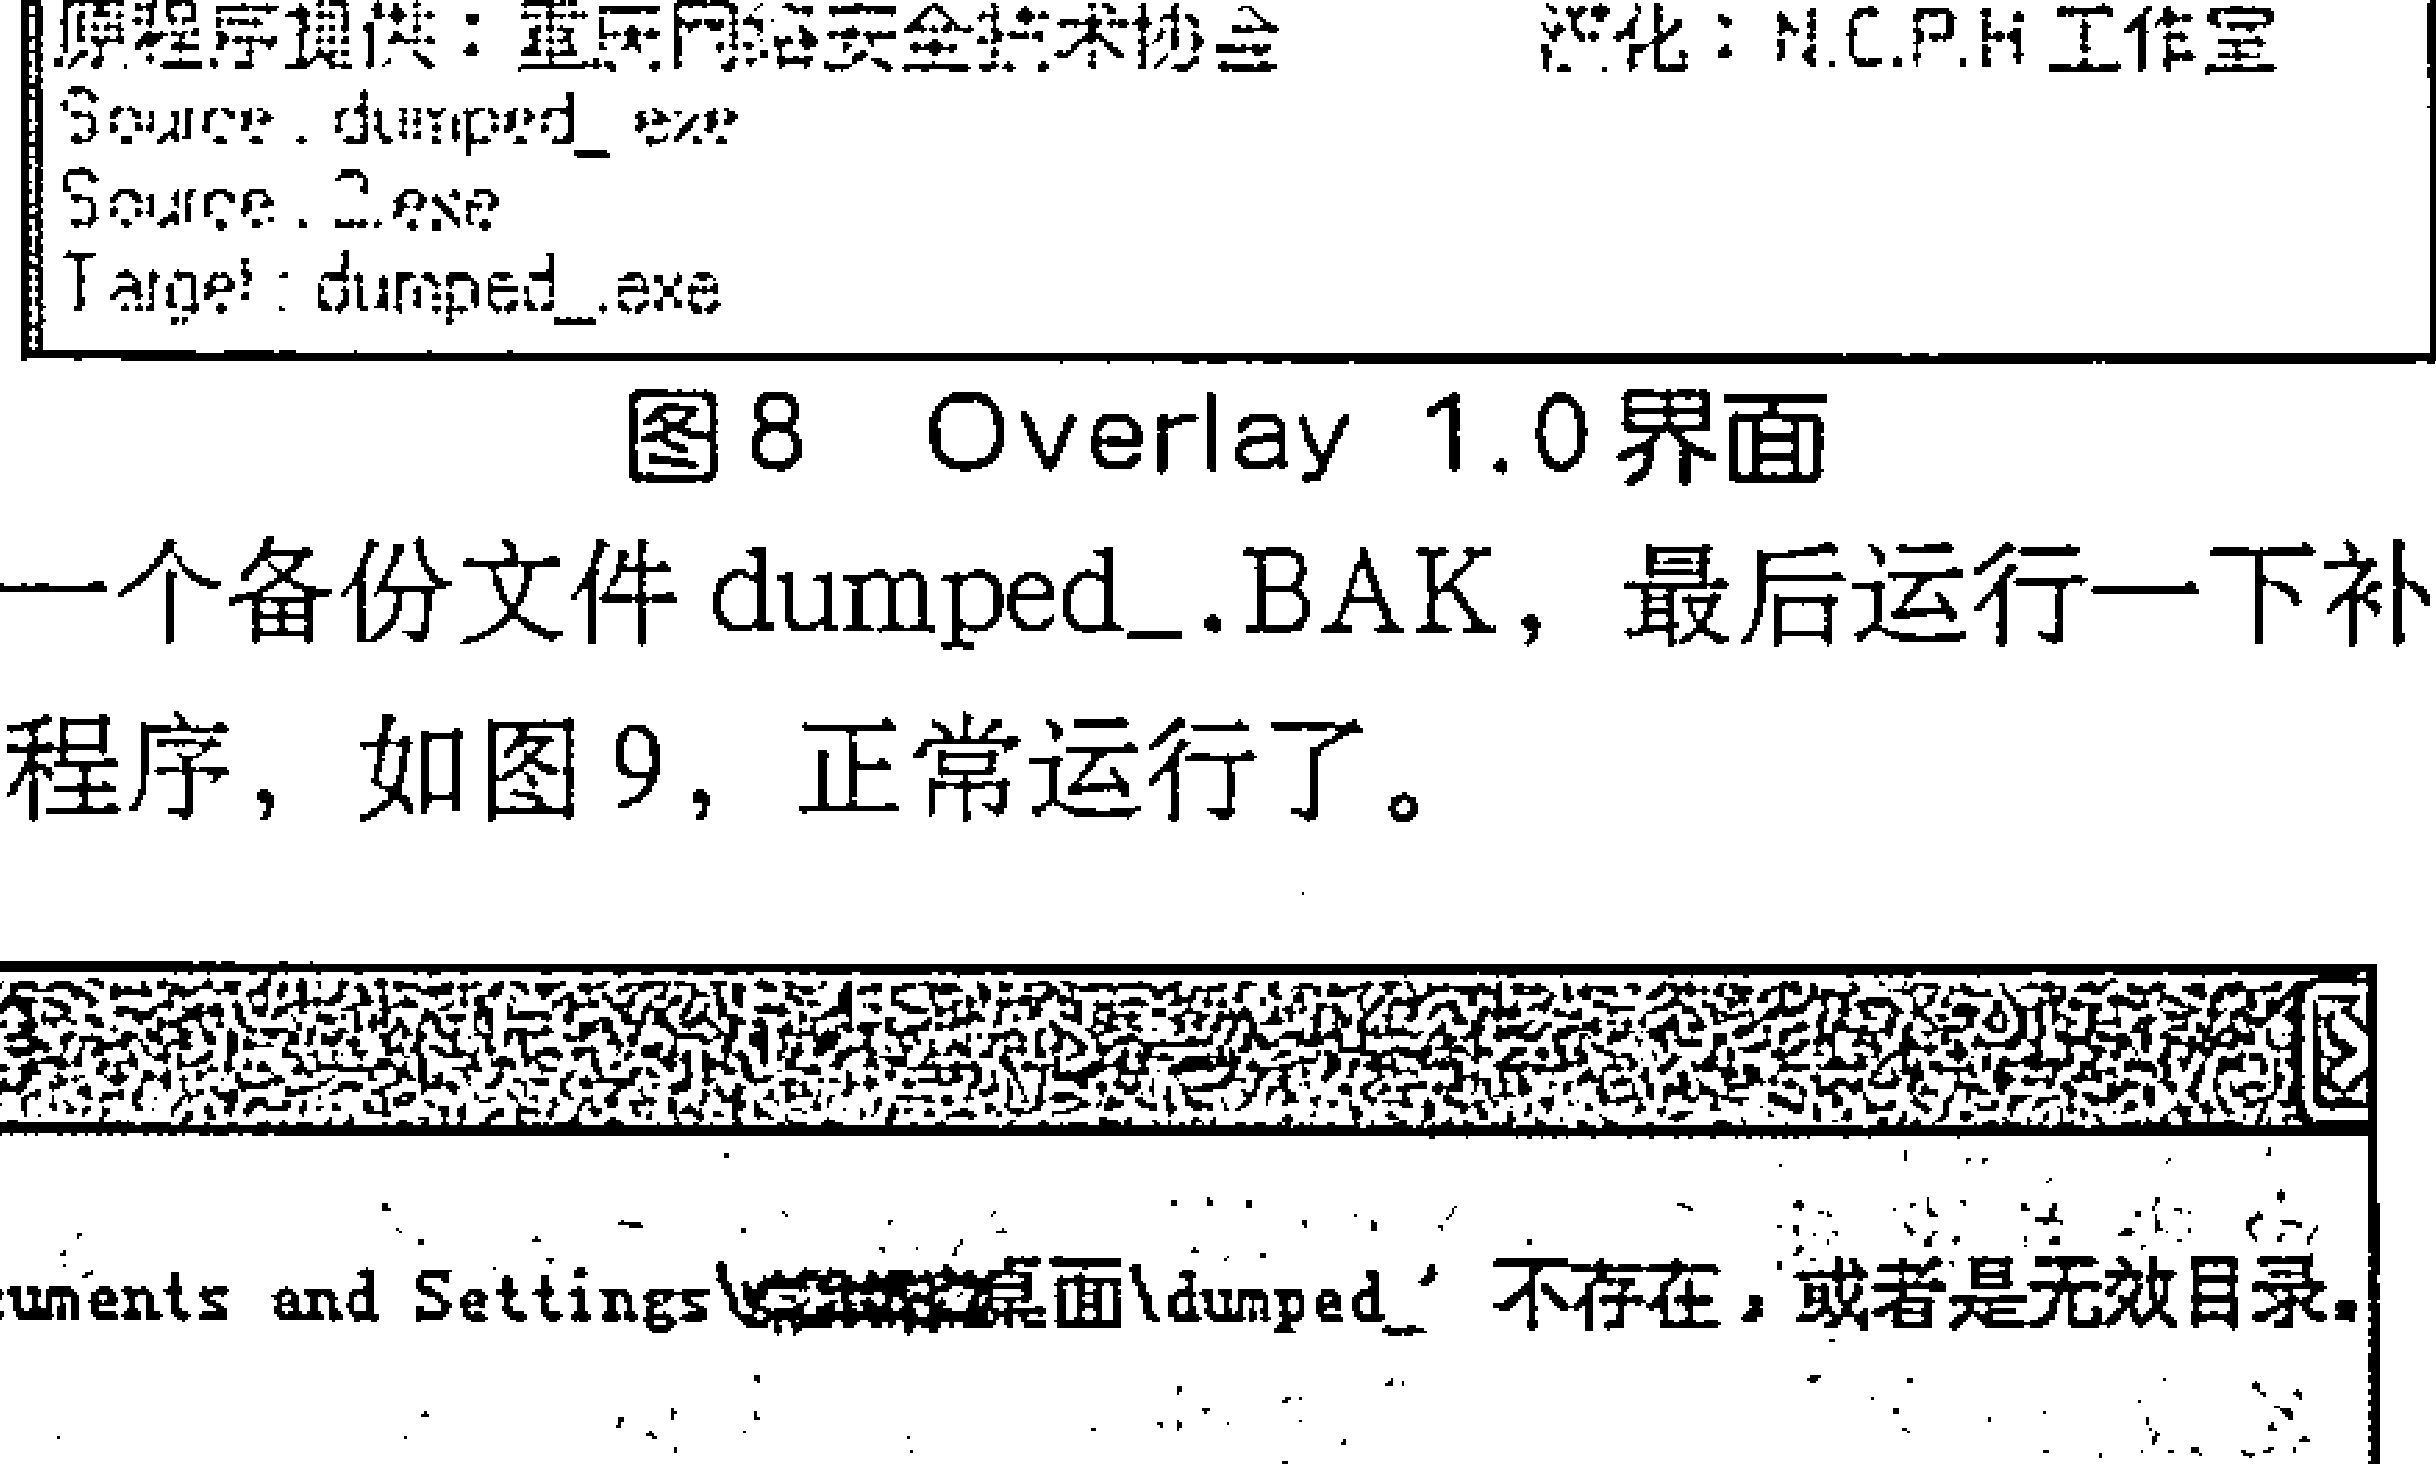 原程序提供：重庆网络安全技术协会 汉化：N.C.P.H 工作室
Source:dumped_.exe
Source:2.exe
Target:dumped_.exe
图8 Overlay 1.0界面
一个备份文件 dumped_.BAK，最后运行一下补
程序，如图 9，正常运行了。
cuments and Settings\ 桌面\dumped_' 不存在，或者是无效目录。